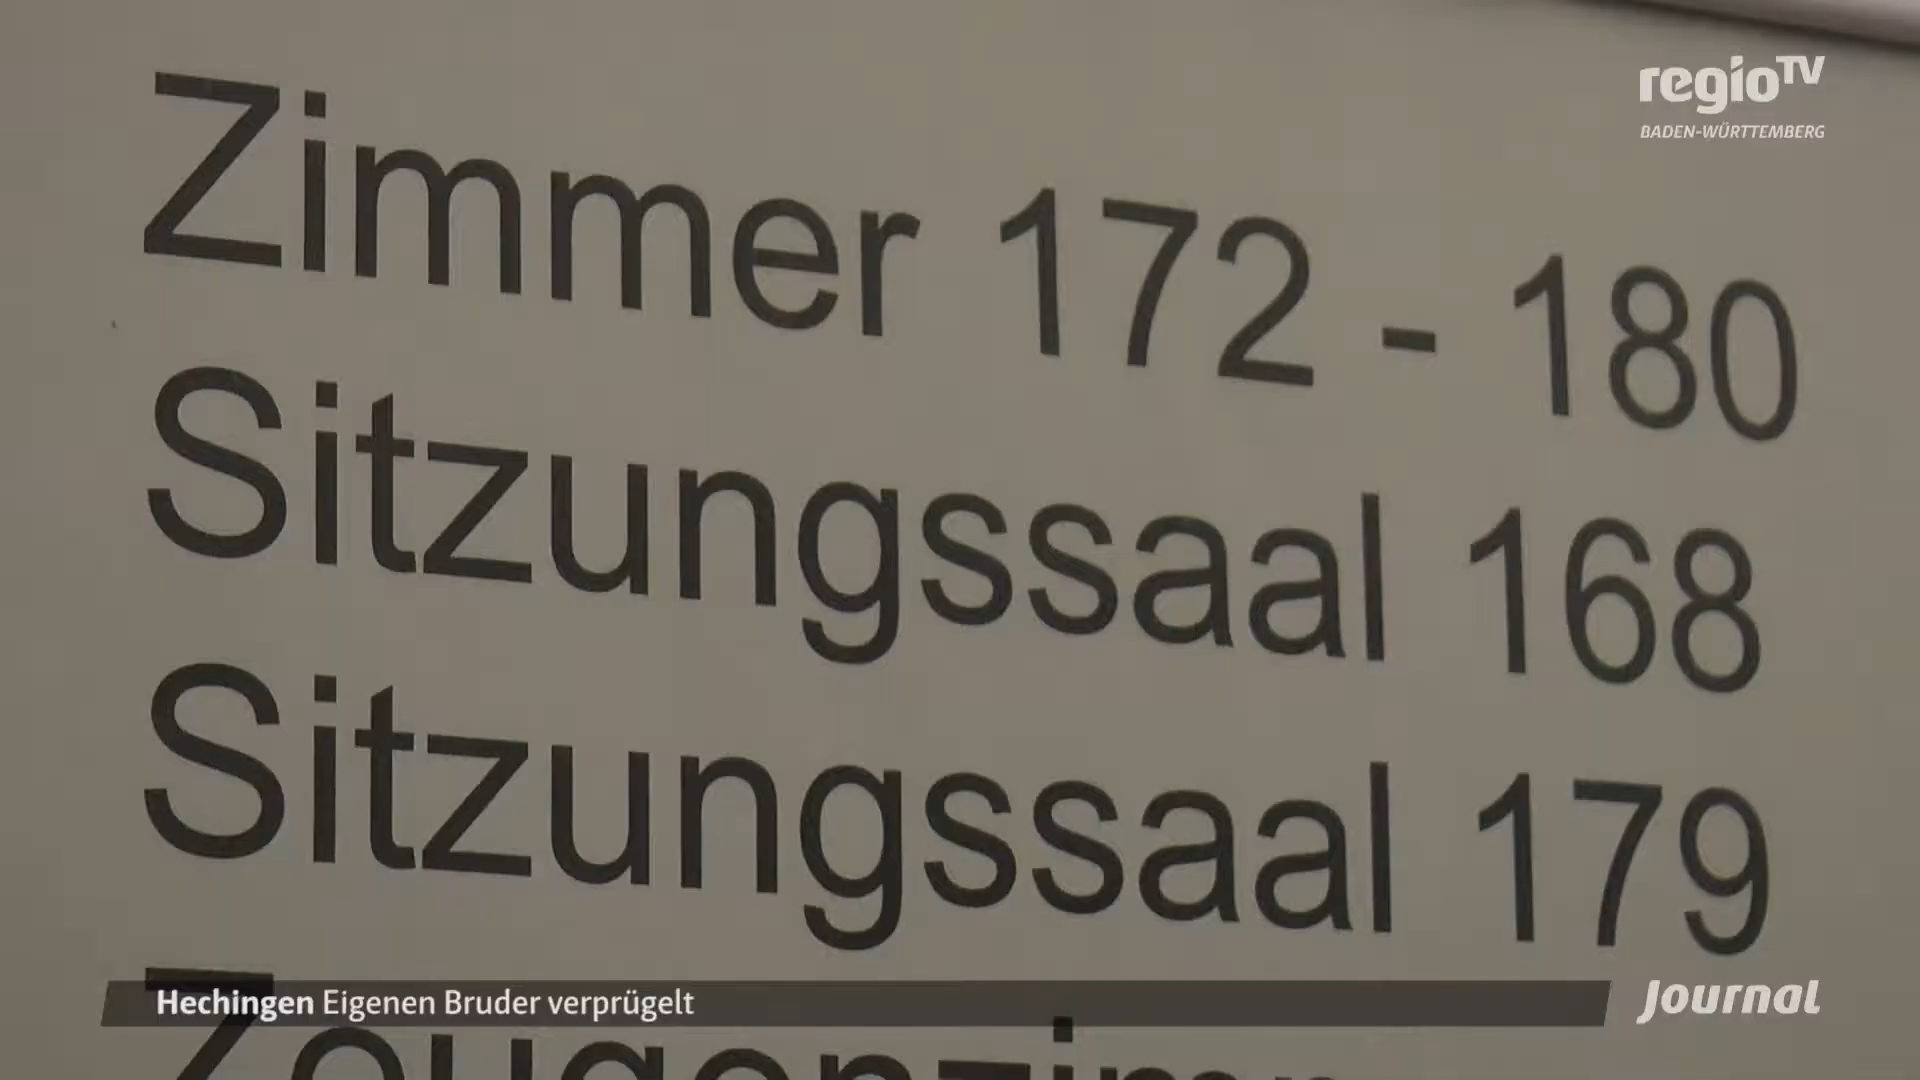 regioTV
BADEN-WÜRTTEMBERG
Zimmer 172 - 180
Sitzungssaal 168
Sitzungssaal 179
Hechingen Eigenen Bruder verprügelt
Journal